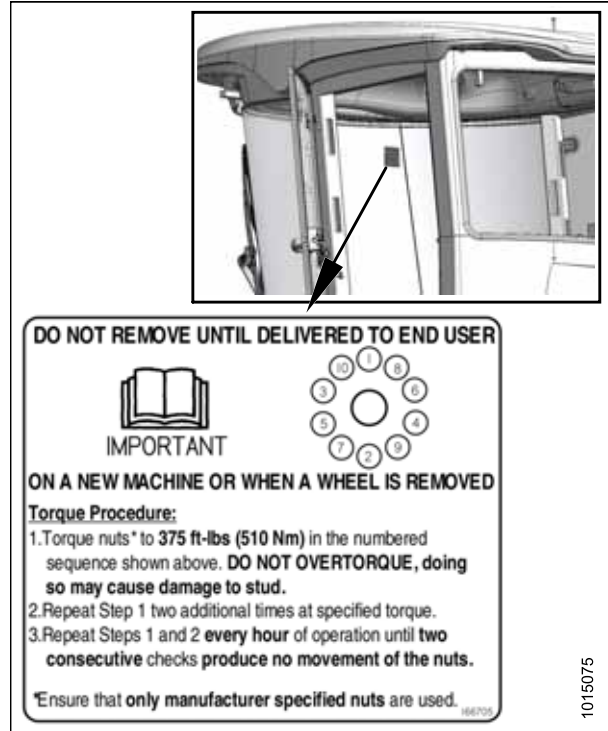 DO NOT REMOVE UNTIL DELIVERED TO END USER
1
10
8
3
6
5
4
7
9
2
IMPORTANT
ON A NEW MACHINE OR WHEN A WHEEL IS REMOVED
Torque Procedure:
1.Torque nuts* to 375 ft-lbs (510 Nm) in the numbered
sequence shown above. DO NOT OVERTORQUE, doing
so may cause damage to stud.
2.Repeat Step 1 two additional times at specified torque.
3.Repeat Steps 1 and 2 every hour of operation until two
consecutive checks produce no movement of the nuts.
*Ensure that only manufacturer specified nuts are used.
166705
1015075